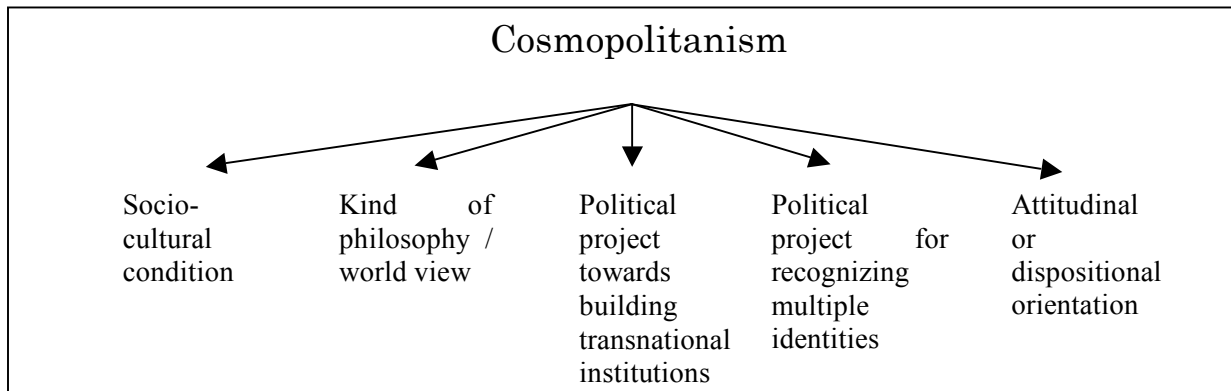 Cosmopolitanism
Socio-
cultural
condition
Kind of
philosophy /
world view
Political
project
towards
building
transnational
institutions
Political
project for
recognizing
multiple
identities
Attitudinal
or
dispositional
orientation